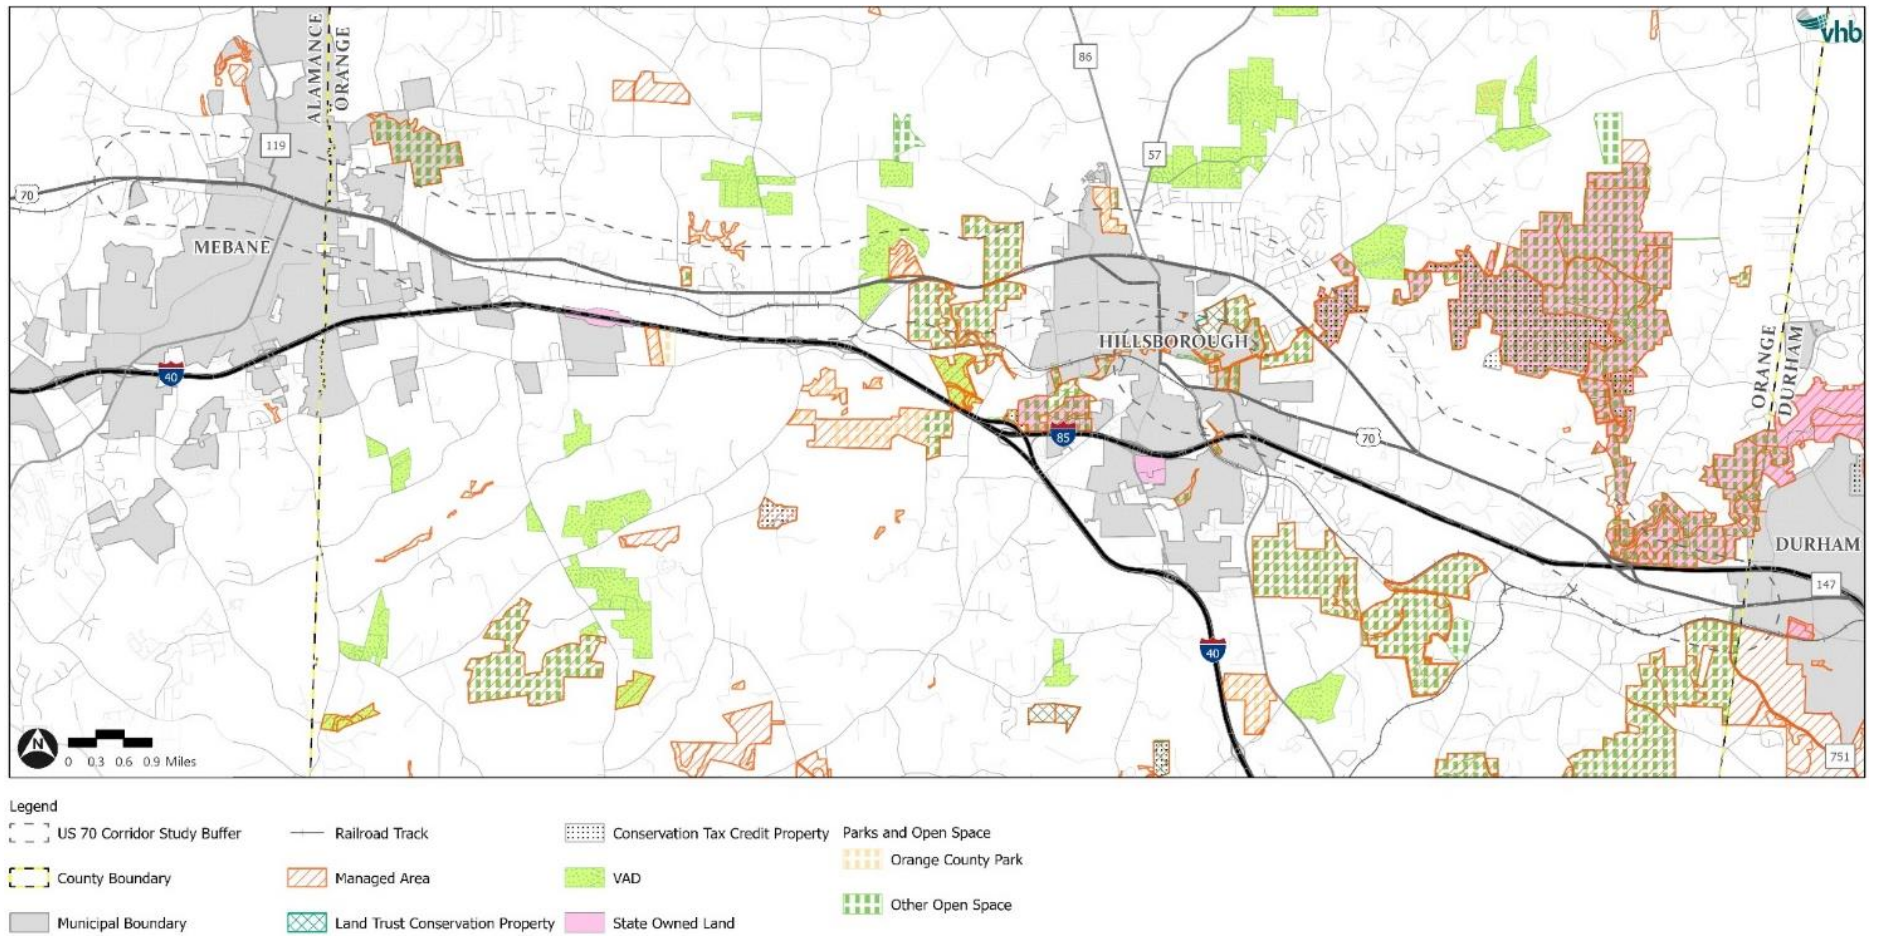 vhb
ALAMANCE
ORANGE
86
119
57
70
MEBANE
40
HILLSBOROUGH
ORANGE
DURHAM
85
70
DURHAM
147
40
751
N
0 0.3 0.6 0.9 Miles
Legend
US 70 Corridor Study Buffer
Railroad Track
Conservation Tax Credit Property
Parks and Open Space
Orange County Park
County Boundary
Managed Area
VAD
Other Open Space
Municipal Boundary
Land Trust Conservation Property
State Owned Land